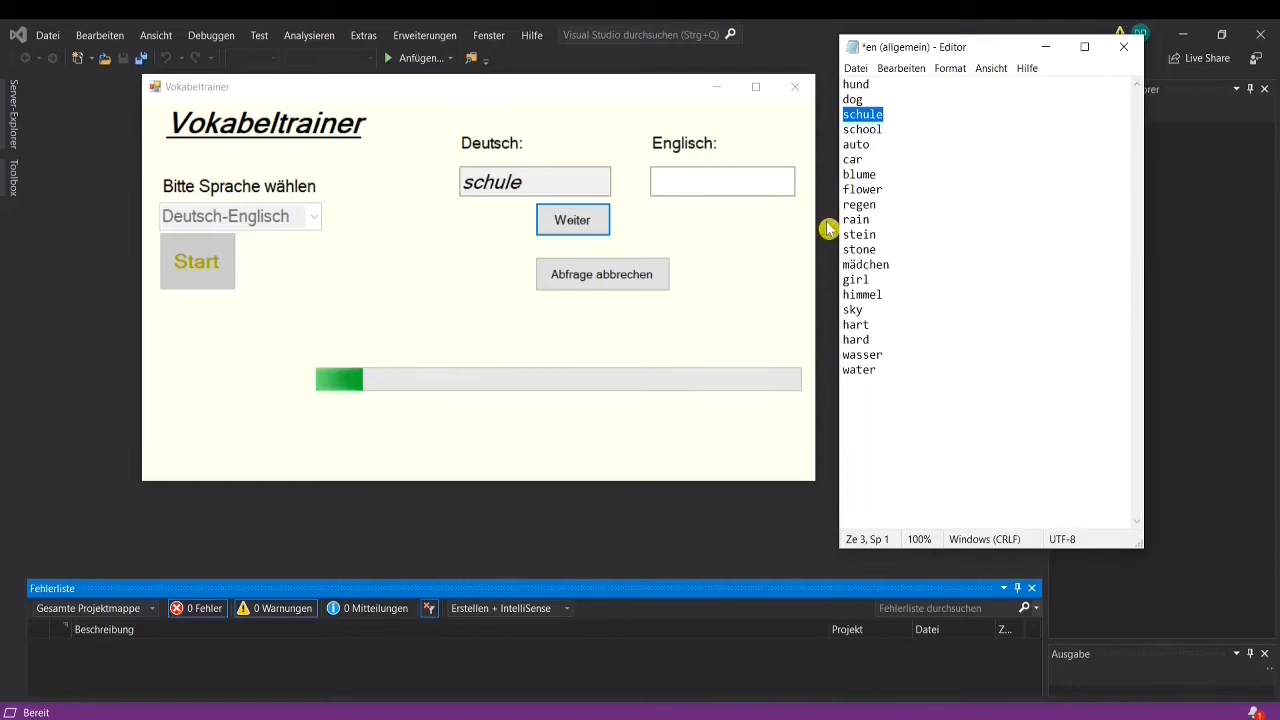 Datei Bearbeiten Ansicht Debuggen Test Analysieren Extras Erweiterungen Fenster Hilfe Visual Studio durchsuchen (Strg+Q)
Anfügen...
Live Share
Server-Explorer
Toolbox
Vokabeltrainer
Vokabeltrainer
Bitte Sprache wählen
Deutsch-Englisch
Start
Deutsch:
Englisch:
schule
Weiter
Abfrage abbrechen
*en (allgemein) - Editor
Datei Bearbeiten Format Ansicht Hilfe
hund
dog
schule
school
auto
car
blume
flower
regen
rain
stein
stone
mädchen
girl
himmel
sky
hart
hard
wasser
water
Ze 3, Sp 1 100% Windows (CRLF) UTF-8
Fehlerliste
Gesamte Projektmappe 0 Fehler 0 Warnungen 0 Mitteilungen Erstellen + IntelliSense Fehlerliste durchsuchen
Beschreibung Projekt Datei Z...
Ausgabe
Bereit